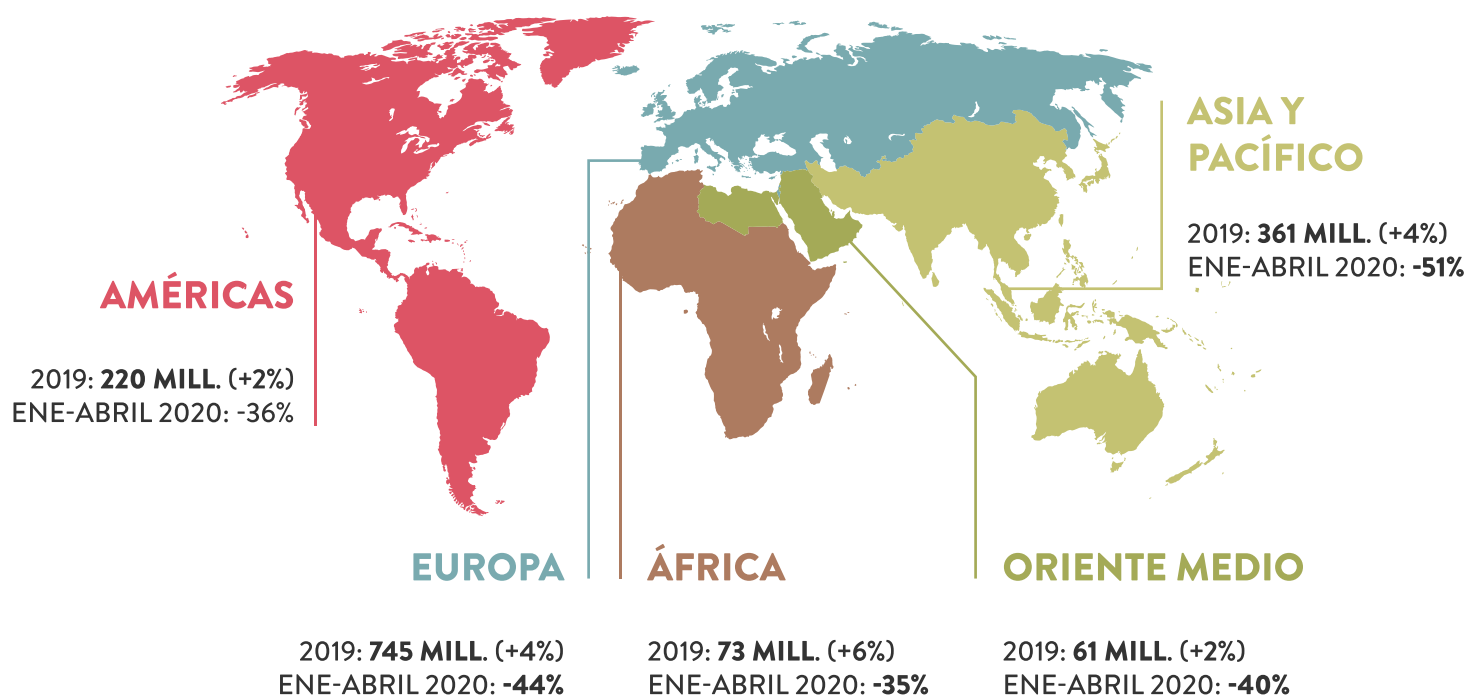 ASIA Y
PACÍFICO
2019: 361 MILL. (+4%)
ENE-ABRIL 2020: -51%
AMÉRICAS
2019: 220 MILL. (+2%)
ENE-ABRIL 2020: -36%
EUROPA
2019: 745 MILL. (+4%)
ENE-ABRIL 2020: -44%
ÁFRICA
2019: 73 MILL. (+6%)
ENE-ABRIL 2020: -35%
ORIENTE MEDIO
2019: 61 MILL. (+2%)
ENE-ABRIL 2020: -40%